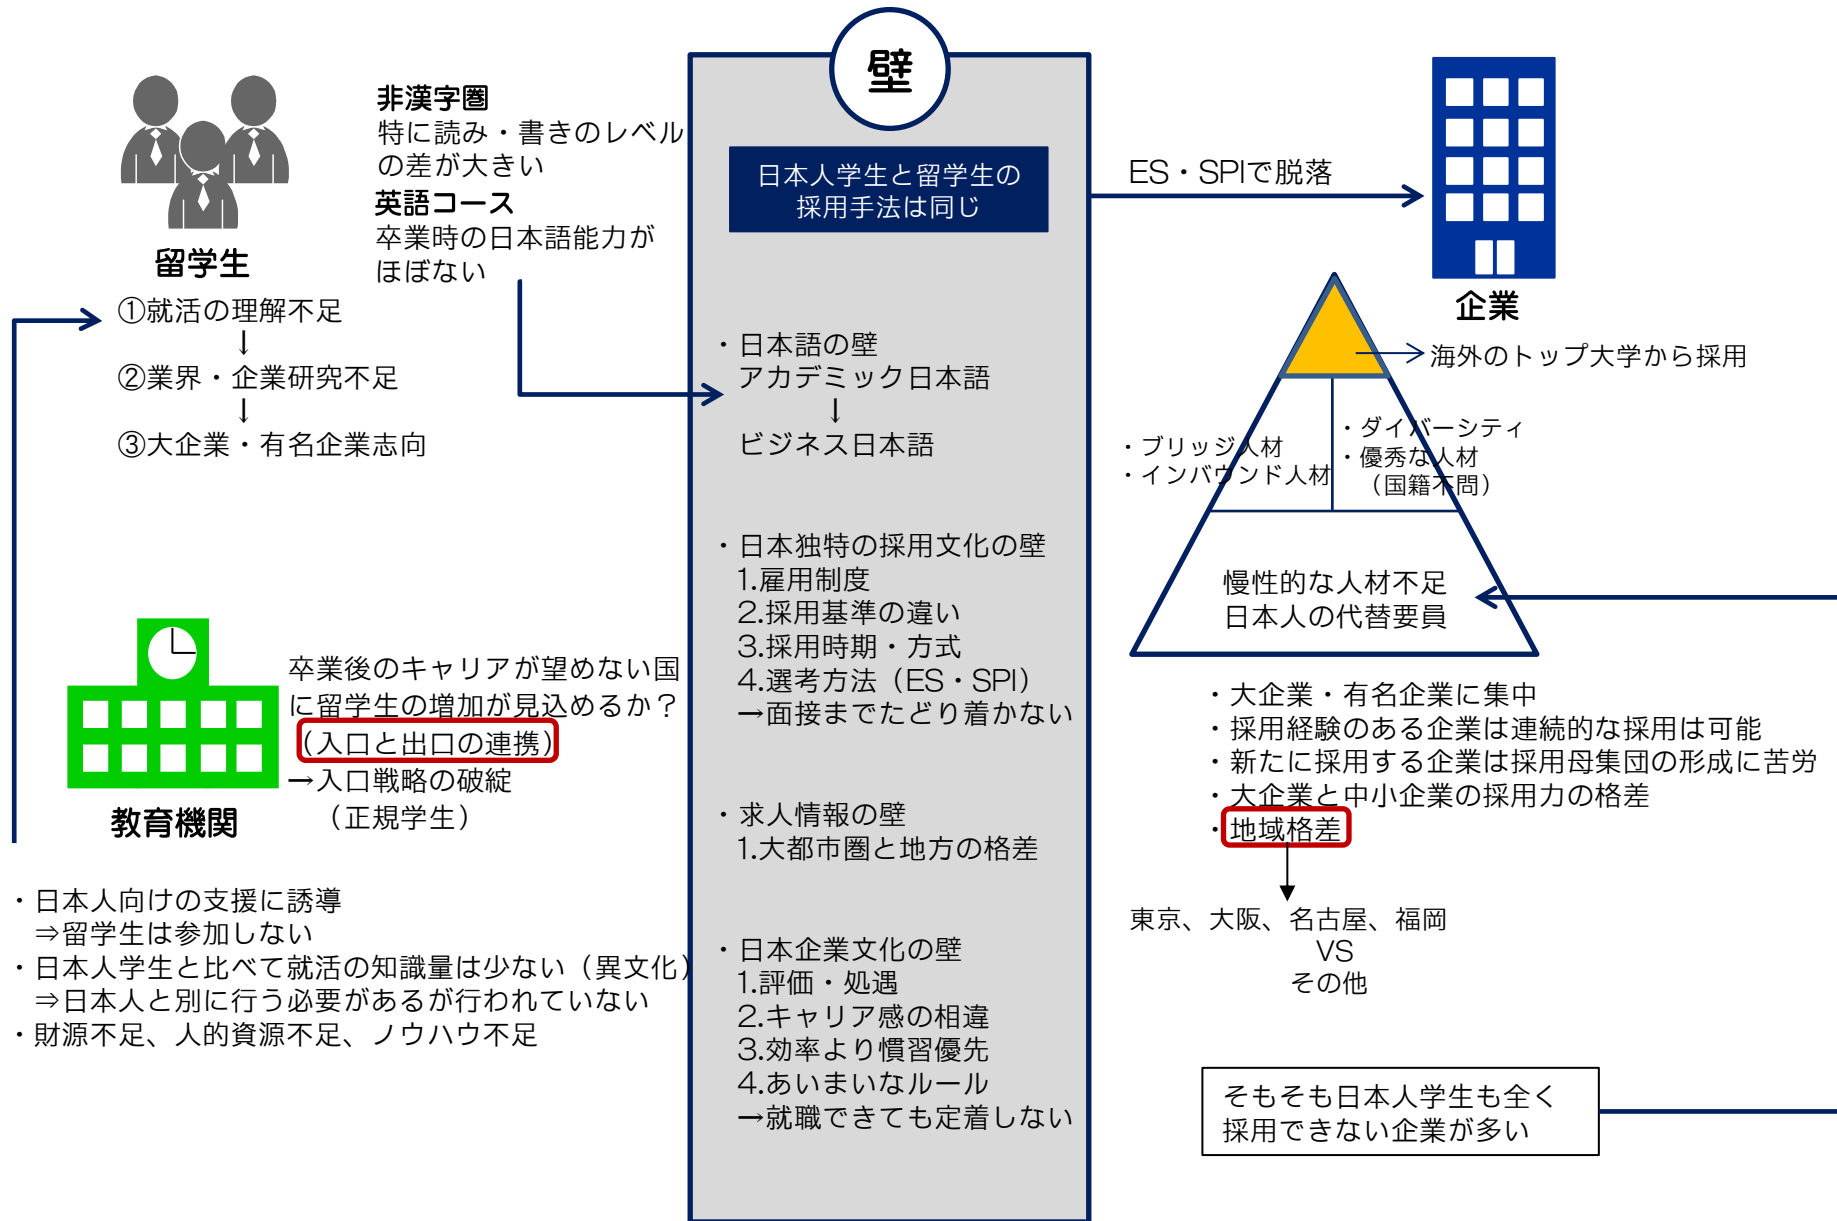 壁
非漢字圏
特に読み・書きのレベル
の差が大きい
英語コース
卒業時の日本語能力が
ほぼない
留学生
①就活の理解不足
↓
②業界・企業研究不足
↓
③大企業・有名企業志向
卒業後のキャリアが望めない国
に留学生の増加が見込めるか？
（入口と出口の連携）
→入口戦略の破綻
（正規学生）
教育機関
・日本人向けの支援に誘導
⇒留学生は参加しない
・日本人学生と比べて就活の知識量は少ない（異文化）
⇒日本人と別に行う必要があるが行われていない
・財源不足、人的資源不足、ノウハウ不足
日本人学生と留学生の
採用手法は同じ
・日本語の壁
アカデミック日本語
↓
ビジネス日本語
・日本独特の採用文化の壁
1.雇用制度
2.採用基準の違い
3.採用時期・方式
4.選考方法（ES・SPI）
→面接までたどり着かない
・求人情報の壁
1.大都市圏と地方の格差
・日本企業文化の壁
1.評価・処遇
2.キャリア感の相違
3.効率より慣習優先
4.あいまいなルール
→就職できても定着しない
ES・SPIで脱落
企業
海外のトップ大学から採用
・ブリッジ人材
・インバウンド人材
・ダイバーシティ
・優秀な人材
（国籍不問）
慢性的な人材不足
日本人の代替要員
・大企業・有名企業に集中
・採用経験のある企業は連続的な採用は可能
・新たに採用する企業は採用母集団の形成に苦労
・大企業と中小企業の採用力の格差
・地域格差
東京、大阪、名古屋、福岡
VS
その他
そもそも日本人学生も全く
採用できない企業が多い